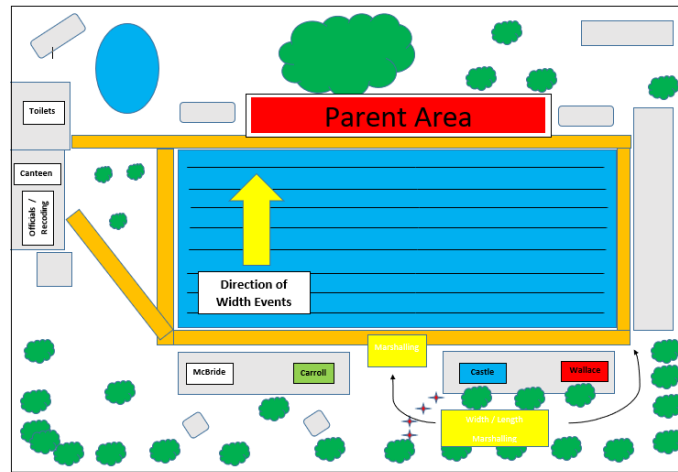 Toilets
Parent Area
Canteen
Officials /
Recoding
Direction of
Width Events
Marshalling
McBride
Carroll
Castle
Wallace
Width / Length
Marshalling